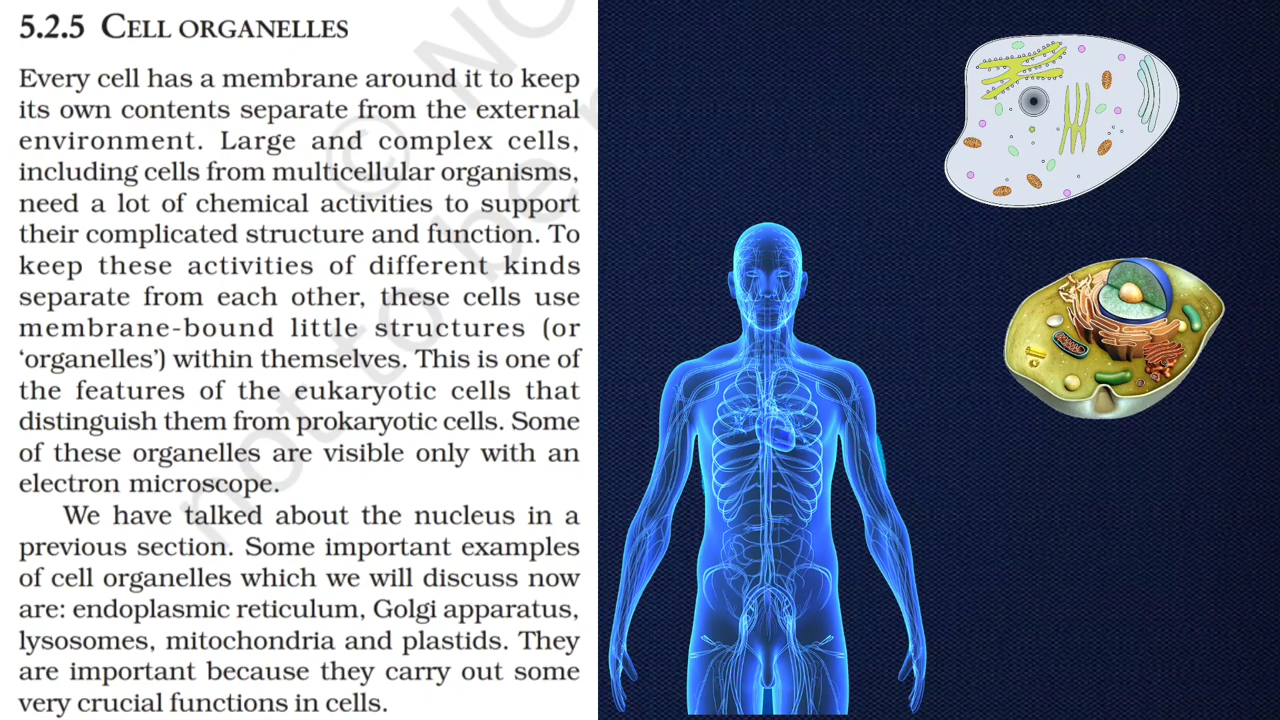 5.2.5 CELL ORGANELLES
Every cell has a membrane around it to keep
its own contents separate from the external
environment. Large and complex cells,
including cells from multicellular organisms,
need a lot of chemical activities to support
their complicated structure and function. To
keep these activities of different kinds
separate from each other, these cells use
membrane-bound little structures (or
‘organelles’) within themselves. This is one of
the features of the eukaryotic cells that
distinguish them from prokaryotic cells. Some
of these organelles are visible only with an
electron microscope.
We have talked about the nucleus in a
previous section. Some important examples
of cell organelles which we will discuss now
are: endoplasmic reticulum, Golgi apparatus,
lysosomes, mitochondria and plastids. They
are important because they carry out some
very crucial functions in cells.
© NC
not to be